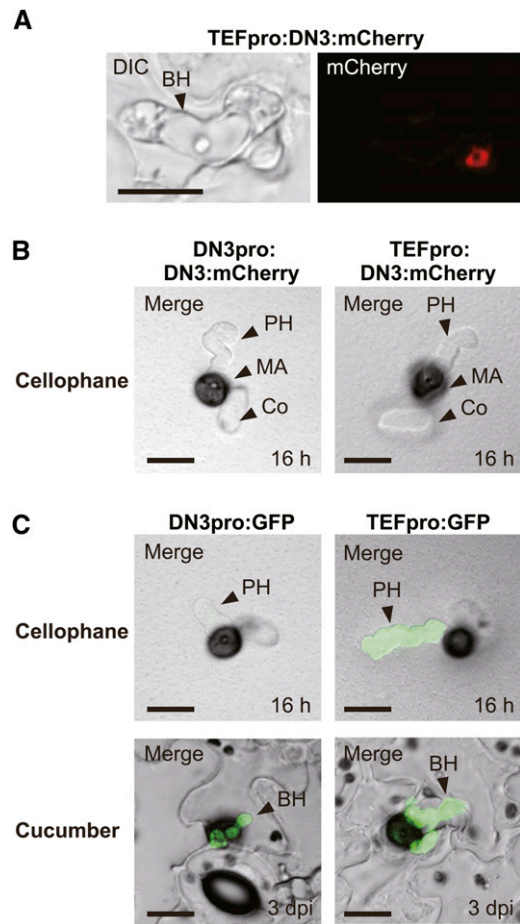 A
TEFpro:DN3:mCherry
DIC
BH
mCherry
B
DN3pro:
DN3:mCherry
TEFpro:
DN3:mCherry
Cellophane
Merge
PH
MA
Co
16 h
Merge
PH
MA
Co
16 h
C
DN3pro:GFP
TEFpro:GFP
Cellophane
Merge
PH
16 h
Merge
PH
16 h
Cucumber
Merge
BH
3 dpi
Merge
BH
3 dpi